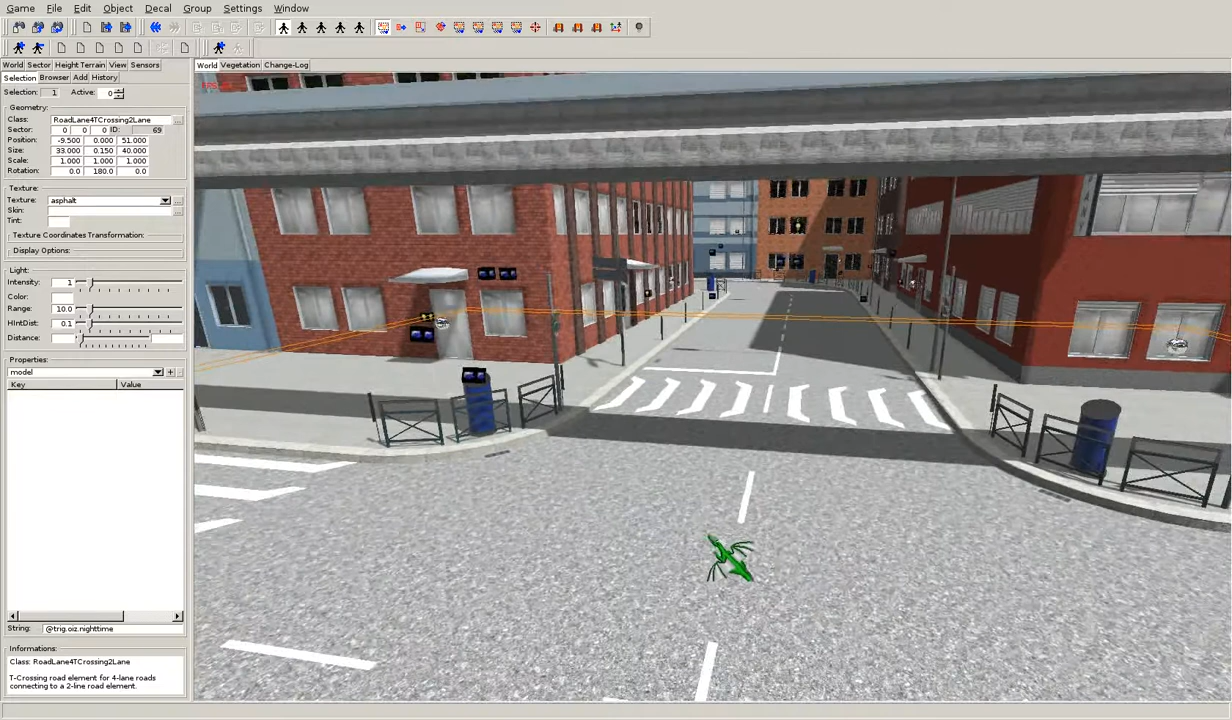 Game File Edit Object Decal Group Settings Window
World Sector Height Terrain View Sensors
World Vegetation Change-Log
Selection Browser Add History
Selection: 1 Active: 0
Geometry:
Class: RoadLane4TCrossing2Lane ...
Sector: 0 0 0 ID: 69
Position: -9.500 0.000 51.000
Size: 33.000 0.150 40.000
Scale: 1.000 1.000 1.000
Rotation: 0.0 180.0 0.0
Texture:
Texture: asphalt ...
Skin: ...
Tint:
Texture Coordinates Transformation:
Display Options:
Light:
Intensity: 1
Color:
Range: 10.0
HIntDist: 0.1
Distance:
Properties:
model +
Key Value
String: @trig.oiz.nighttime
Informations:
Class: RoadLane4TCrossing2Lane
T-Crossing road element for 4-lane roads
connecting to a 2-line road element.